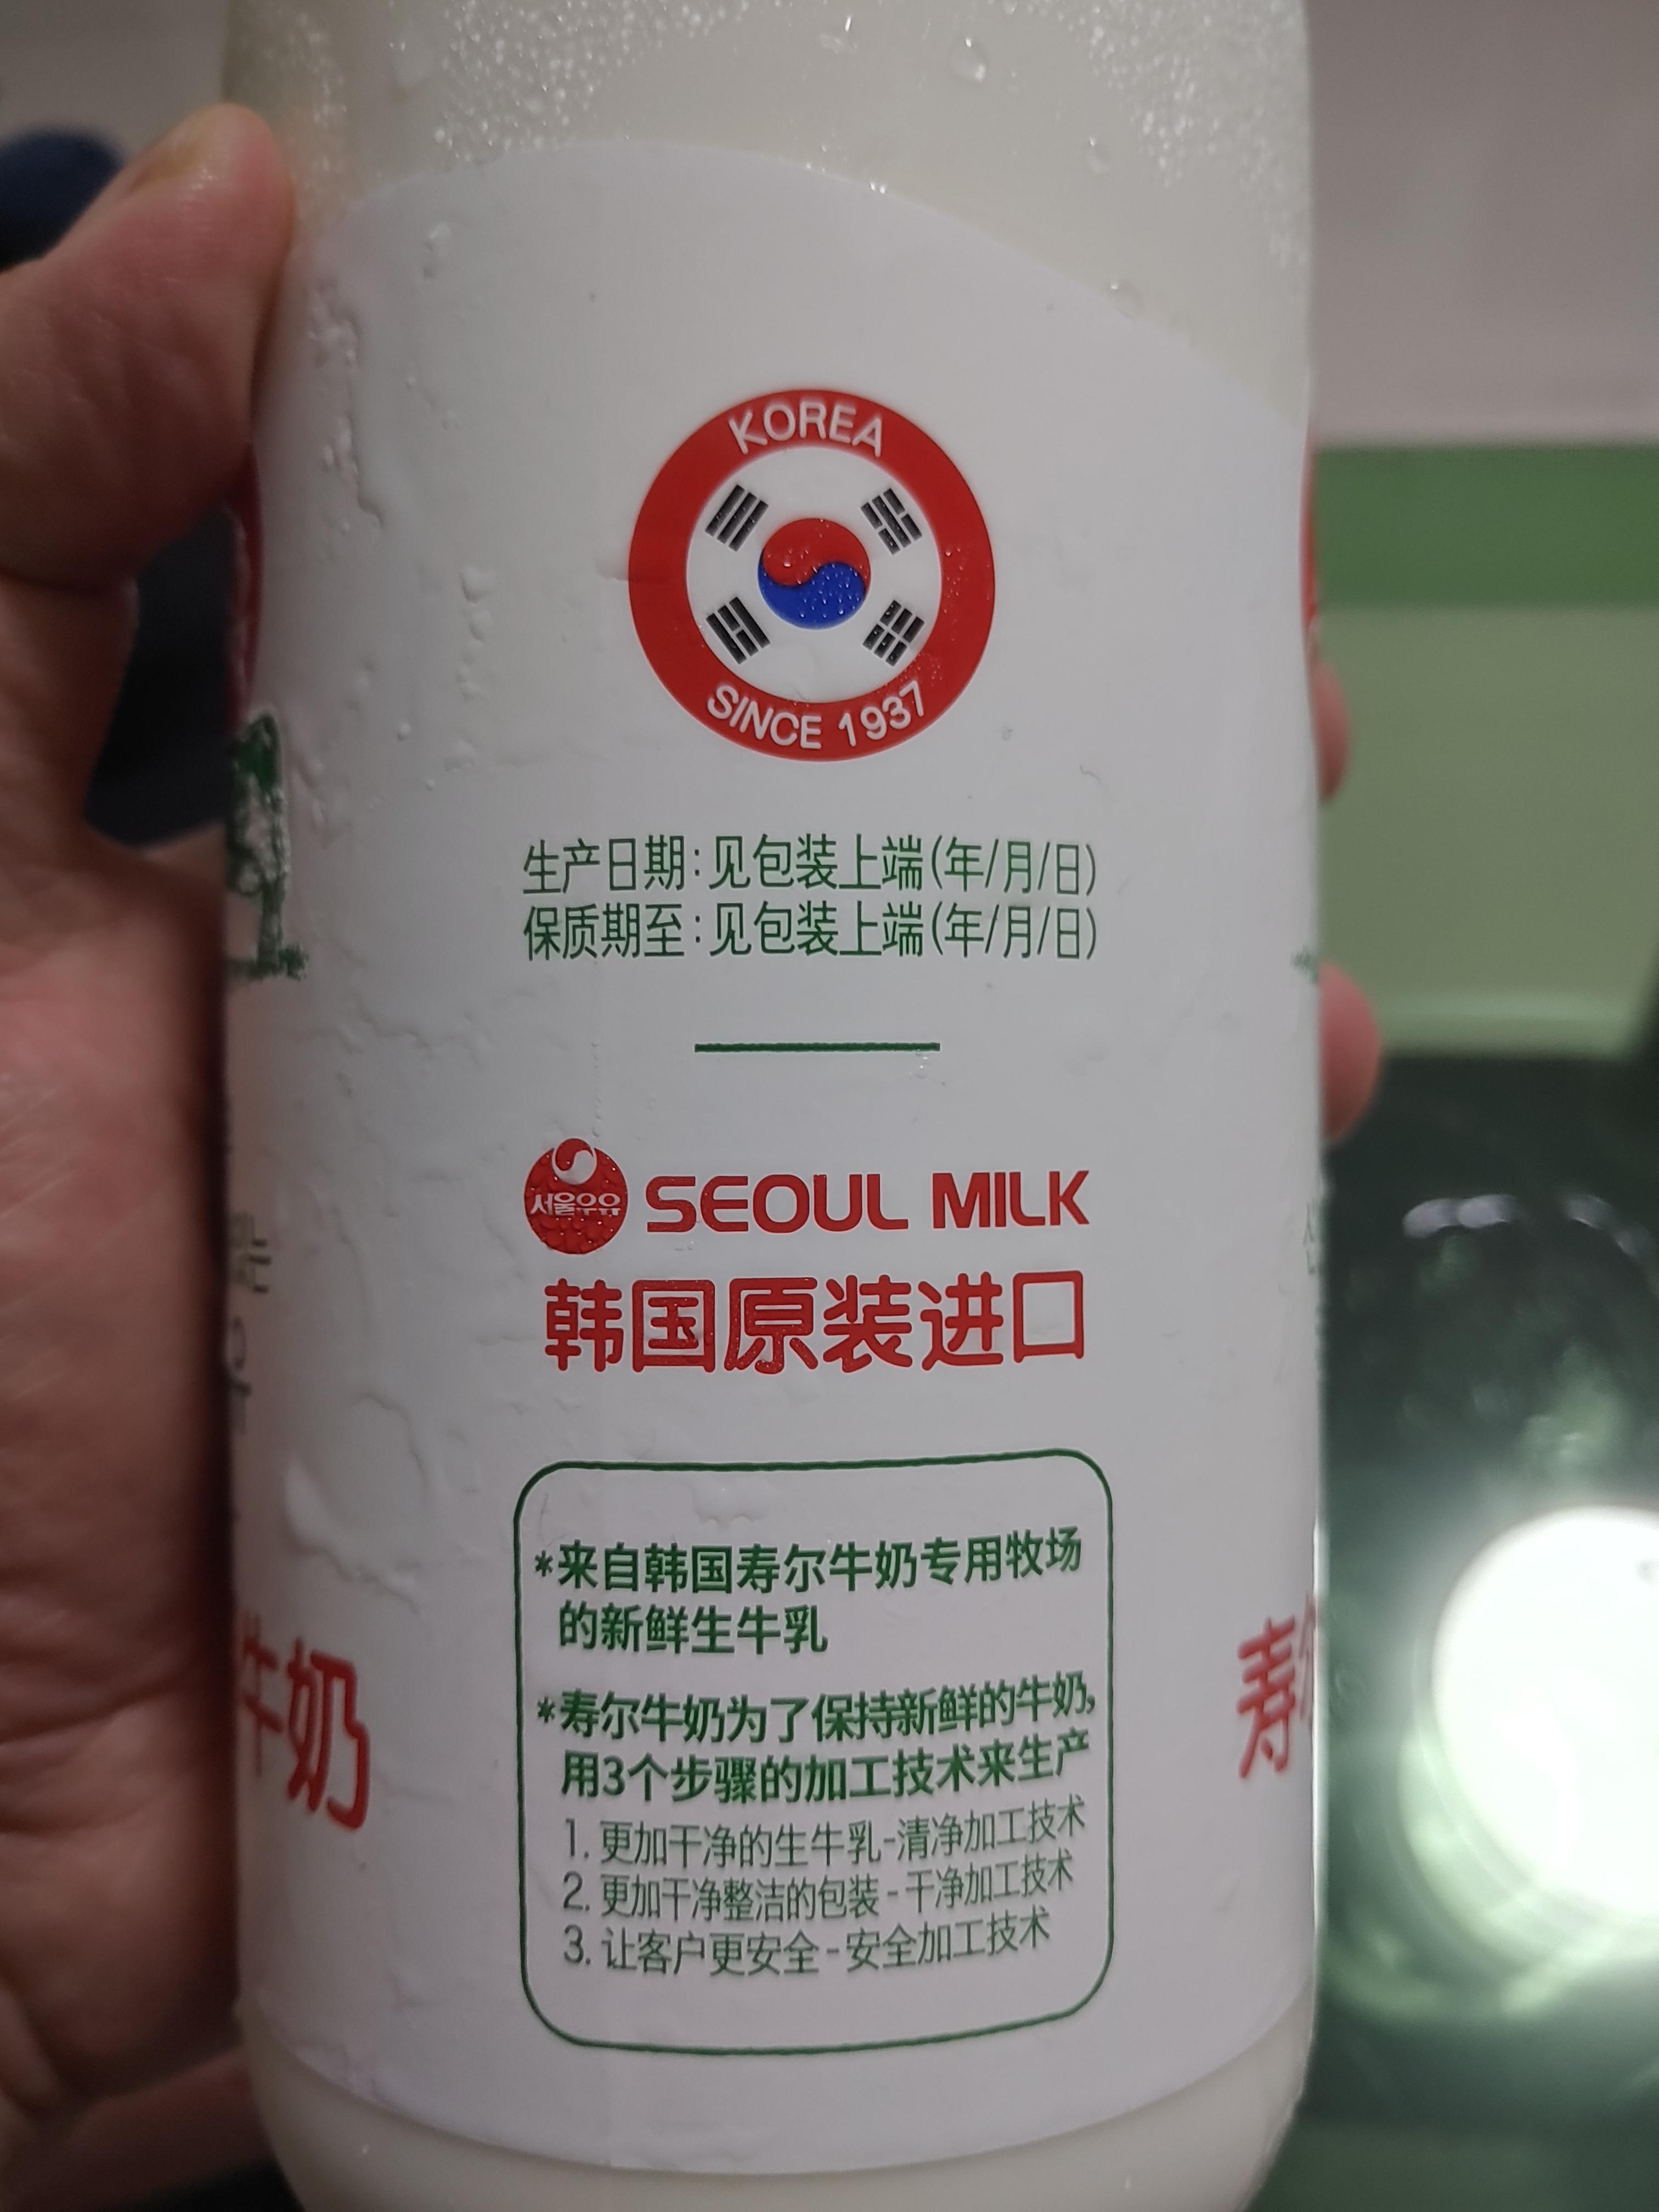 KOREA
SINCE 1937
生产日期:见包装上端(年/月/日)
保质期至:见包装上端(年/月/日)
서울우유 SEOUL MILK
韩国原装进口
*来自韩国寿尔牛奶专用牧场
的新鲜生牛乳
*寿尔牛奶为了保持新鲜的牛奶,
用3个步骤的加工技术来生产
1. 更加干净的生牛乳-清净加工技术
2. 更加干净整洁的包装-干净加工技术
3. 让客户更安全-安全加工技术
牛奶
寿